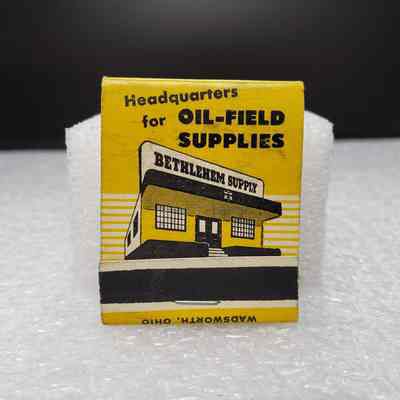 Headquarters
for OIL-FIELD
SUPPLIES
BETHLEHEM SUPPLY
WADSWORTH, OHIO